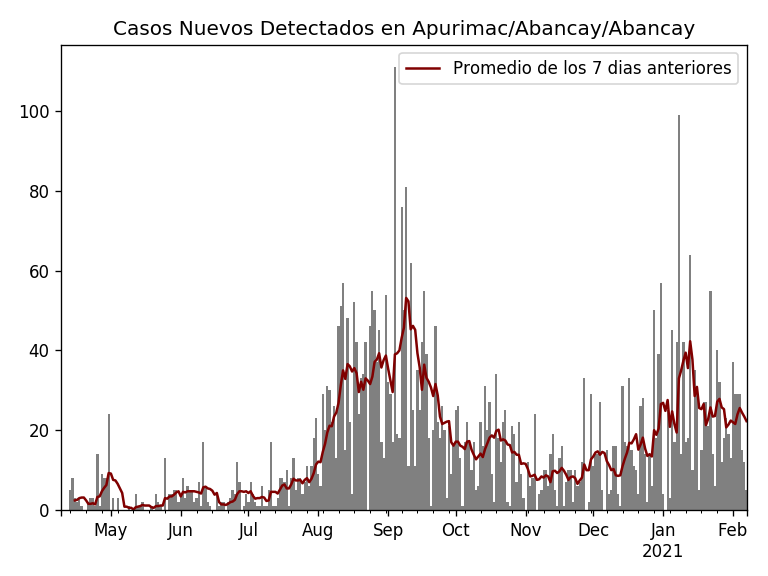 Casos Nuevos Detectados en Apurimac/Abancay/Abancay
Promedio de los 7 dias anteriores
100
80
60
40
20
0
May Jun Jul Aug Sep Oct Nov Dec Jan Feb
2021